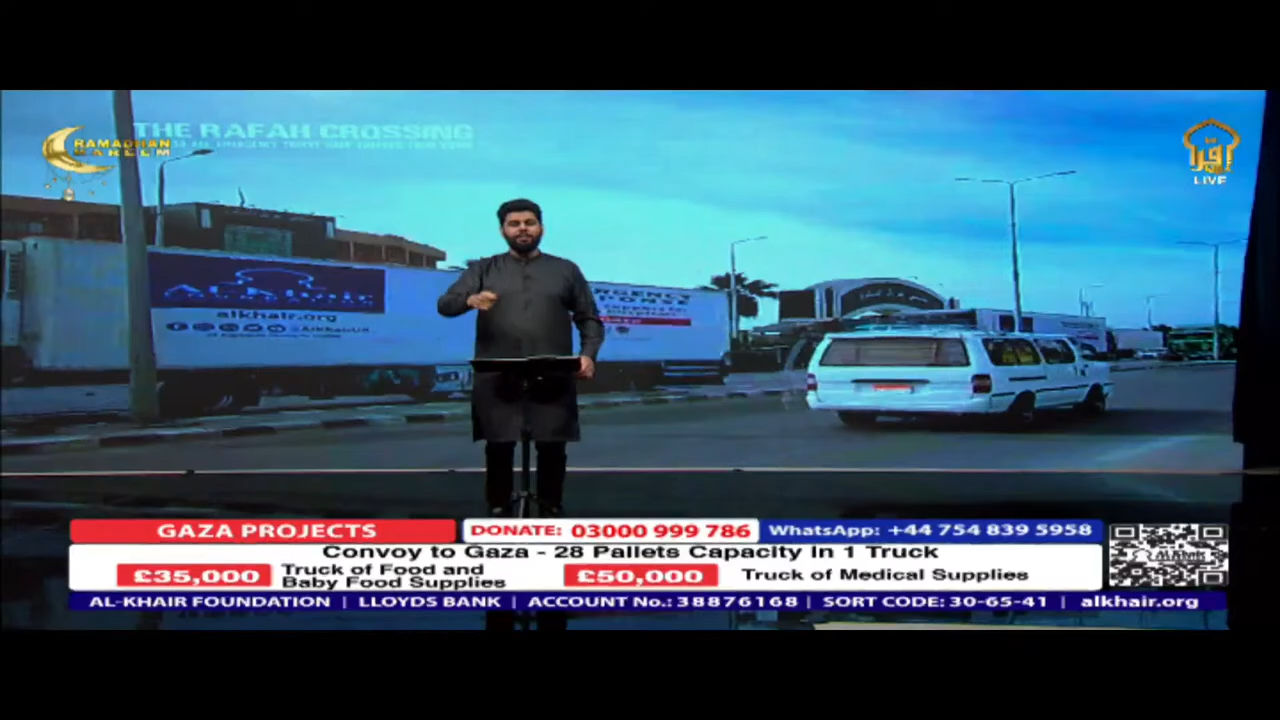 THE RAFAH CROSSING
RAMADHAN
KAREEM
اقرأ
LIVE
alkhair.org
@AlKhairUK
GAZA PROJECTS
DONATE: 03000 999 786
WhatsApp: +44 754 839 5958
Convoy to Gaza - 28 Pallets Capacity in 1 Truck
£35,000
Truck of Food and
Baby Food Supplies
£50,000
Truck of Medical Supplies
AL-KHAIR FOUNDATION | LLOYDS BANK | ACCOUNT No.: 38876168 | SORT CODE: 30-65-41 | alkhair.org